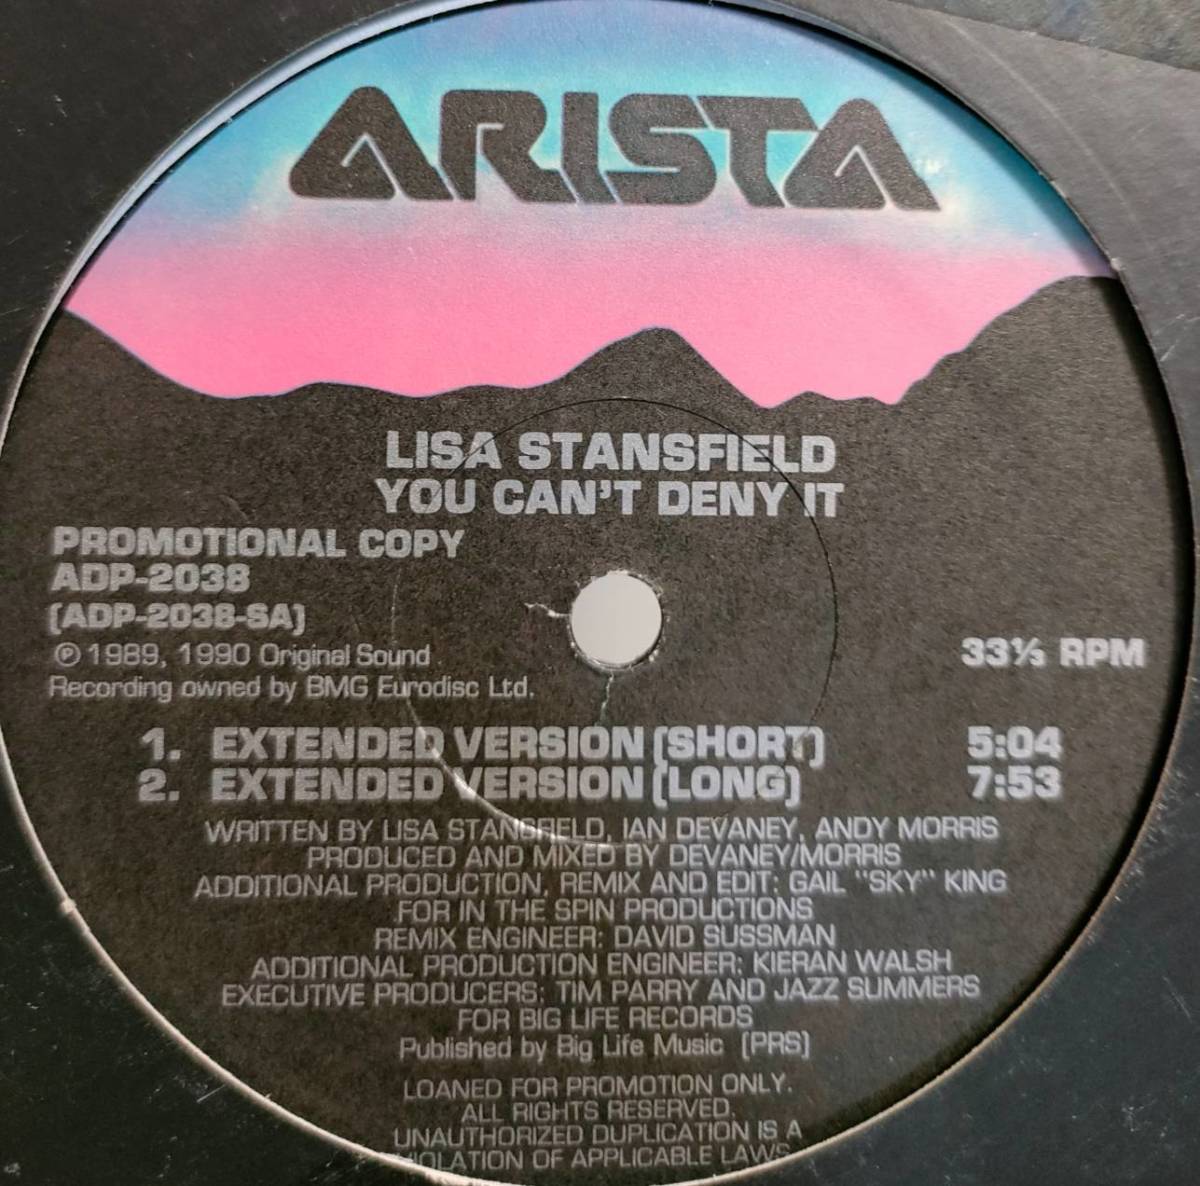 ARISTA
LISA STANSFIELD
YOU CAN'T DENY IT
PROMOTIONAL COPY
ADP-2038
(ADP-2038-SA)
℗ 1989, 1990 Original Sound
Recording owned by BMG Eurodisc Ltd.
33⅓ RPM
1. EXTENDED VERSION (SHORT) 5:04
2. EXTENDED VERSION (LONG) 7:53
WRITTEN BY LISA STANSFIELD, IAN DEVANEY, ANDY MORRIS
PRODUCED AND MIXED BY DEVANEY/MORRIS
ADDITIONAL PRODUCTION, REMIX AND EDIT: GAIL "SKY" KING
FOR IN THE SPIN PRODUCTIONS
REMIX ENGINEER: DAVID SUSSMAN
ADDITIONAL PRODUCTION ENGINEER: KIERAN WALSH
EXECUTIVE PRODUCERS: TIM PARRY AND JAZZ SUMMERS
FOR BIG LIFE RECORDS
Published by Big Life Music (PRS)
LOANED FOR PROMOTION ONLY.
ALL RIGHTS RESERVED.
UNAUTHORIZED DUPLICATION IS A
VIOLATION OF APPLICABLE LAWS